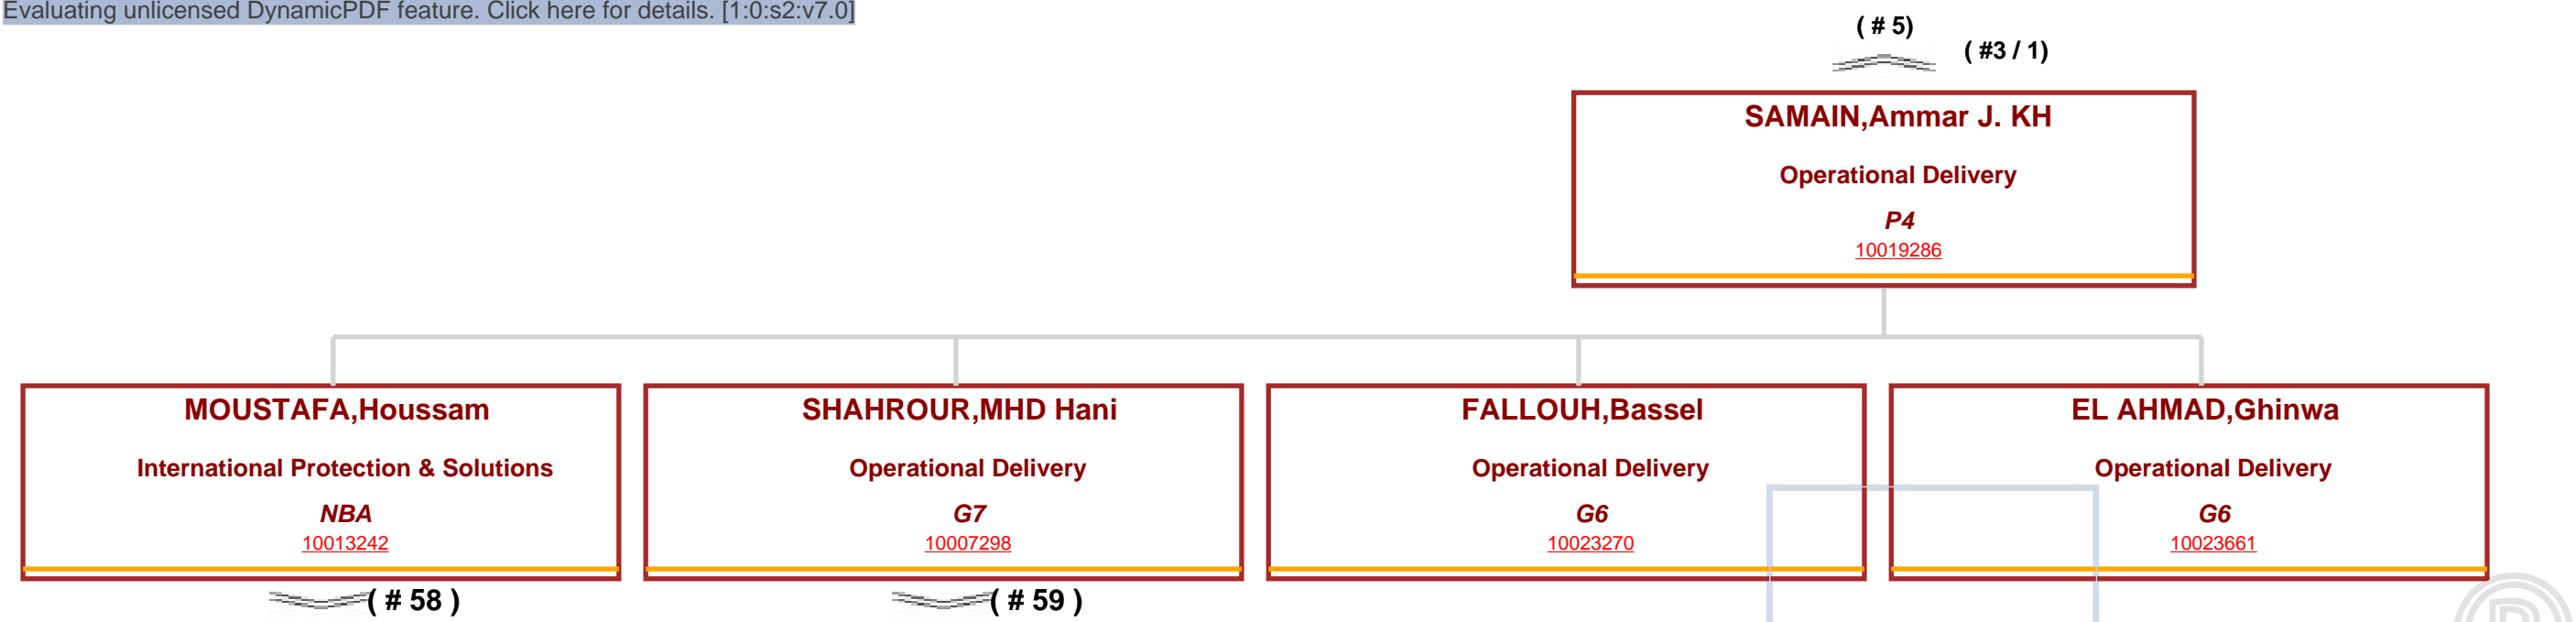 Evaluating unlicensed DynamicPDF feature. Click here for details. [1:0:s2:v7.0]
( # 5)
( #3 / 1)
SAMAIN,Ammar J. KH
Operational Delivery
P4
10019286
MOUSTAFA,Houssam
International Protection & Solutions
NBA
10013242
( # 58 )
SHAHROUR,MHD Hani
Operational Delivery
G7
10007298
( # 59 )
FALLOUH,Bassel
Operational Delivery
G6
10023270
EL AHMAD,Ghinwa
Operational Delivery
G6
10023661